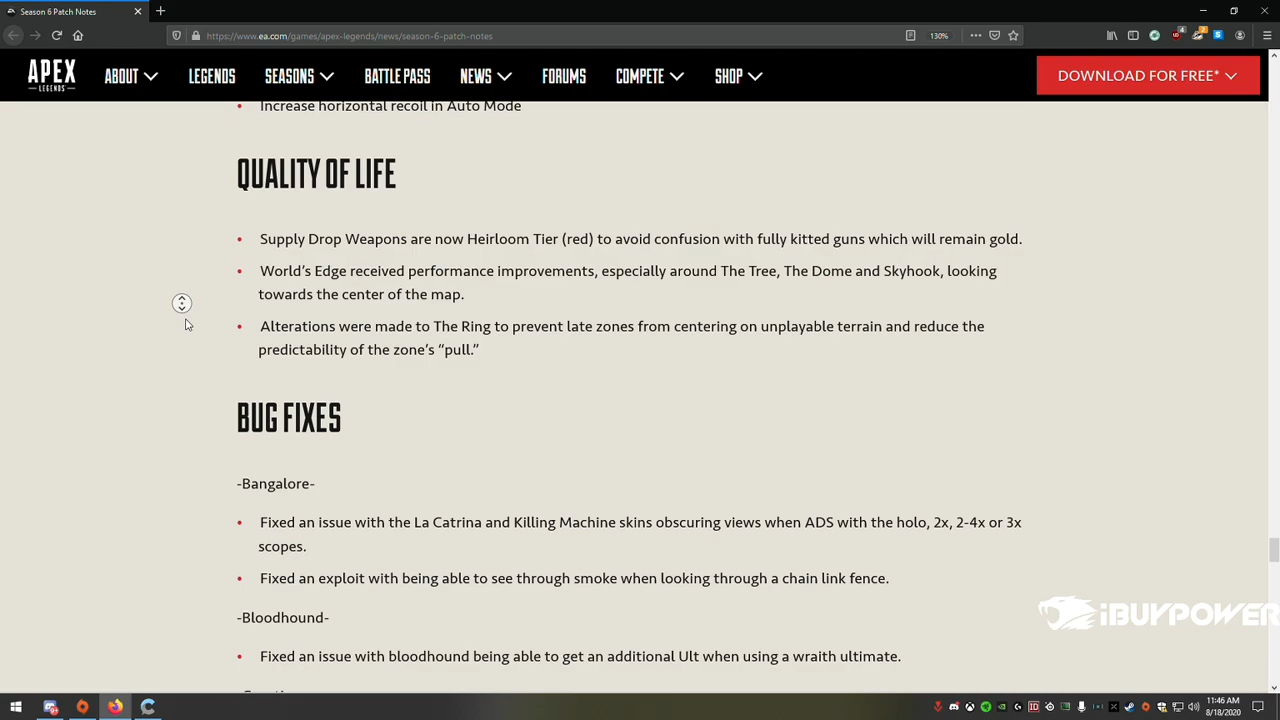 Season 6 Patch Notes
https://www.ea.com/games/apex-legends/news/season-6-patch-notes
130%
APEX
LEGENDS
ABOUT
LEGENDS
SEASONS
BATTLE PASS
NEWS
FORUMS
COMPETE
SHOP
DOWNLOAD FOR FREE*
• Increase horizontal recoil in Auto Mode
QUALITY OF LIFE
• Supply Drop Weapons are now Heirloom Tier (red) to avoid confusion with fully kitted guns which will remain gold.
• World’s Edge received performance improvements, especially around The Tree, The Dome and Skyhook, looking
towards the center of the map.
• Alterations were made to The Ring to prevent late zones from centering on unplayable terrain and reduce the
predictability of the zone’s “pull.”
BUG FIXES
-Bangalore-
• Fixed an issue with the La Catrina and Killing Machine skins obscuring views when ADS with the holo, 2x, 2-4x or 3x
scopes.
• Fixed an exploit with being able to see through smoke when looking through a chain link fence.
-Bloodhound-
• Fixed an issue with bloodhound being able to get an additional Ult when using a wraith ultimate.
iBUYPOWER
11:46 AM
8/18/2020